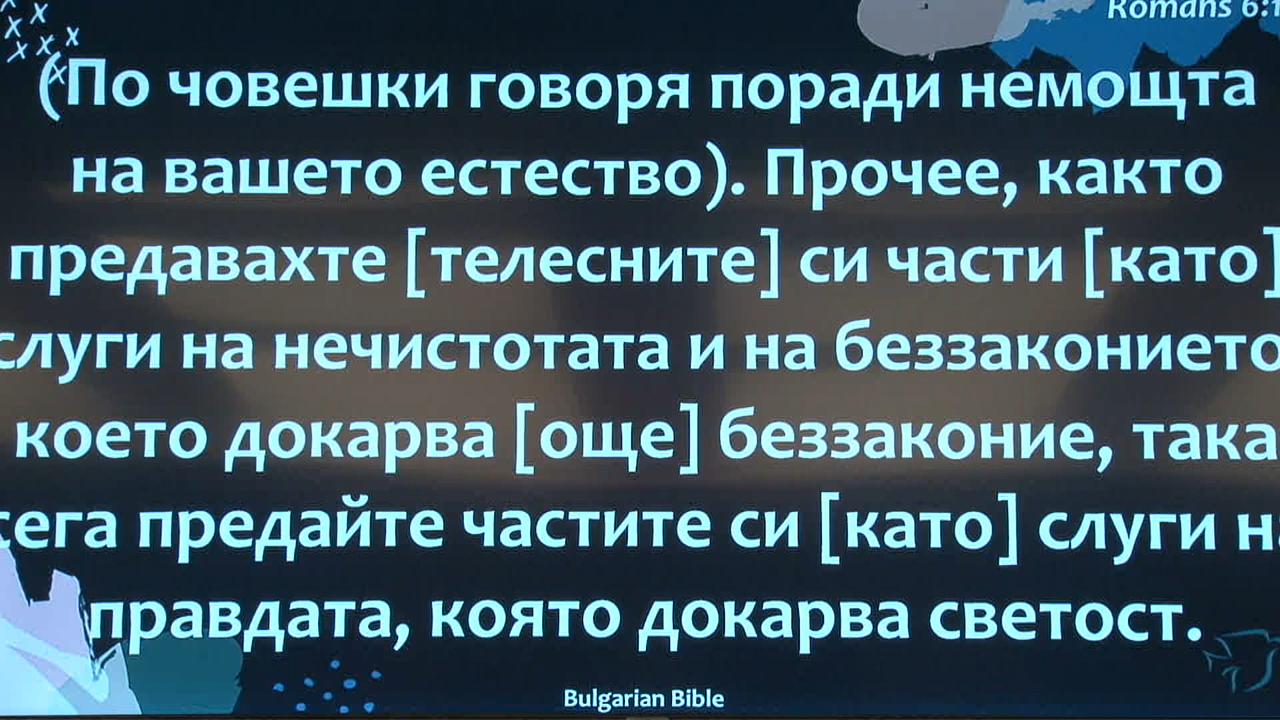 Romans 6:1
(По човешки говоря поради немощта
на вашето естество). Прочее, както
предавахте [телесните] си части [като]
слуги на нечистотата и на беззаконието
което докарва [още] беззаконие, така
сега предайте частите си [като] слуги на
правдата, която докарва светост.
Bulgarian Bible